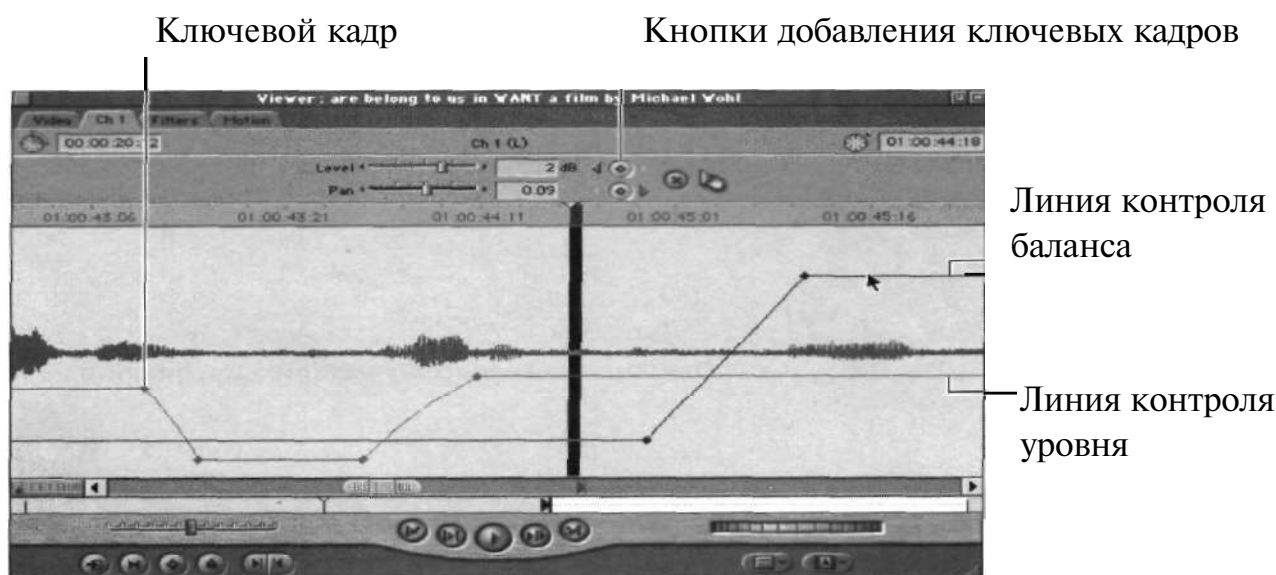 Ключевой кадр
Кнопки добавления ключевых кадров
Viewer: are belong to us in WANT a film by Michael Wohl
Video Ch 1 Filters Motion
Ch 1 (L) 01:00:44:18
Level 2 dB
Pan 0.09
01:00:43:06 01:00:43:21 01:00:44:11 01:00:45:01 01:00:45:16
Линия контроля
баланса
Линия контроля
уровня